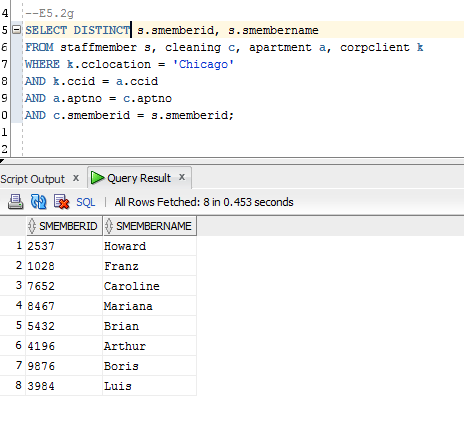 4 --E5.2g
5 SELECT DISTINCT s.smemberid, s.smembername
6 FROM staffmember s, cleaning c, apartment a, corpclient k
7 WHERE k.cclocation = 'Chicago'
8 AND k.ccid = a.ccid
9 AND a.aptno = c.aptno
0 AND c.smemberid = s.smemberid;
1
2
Script Output x Query Result x
SQL | All Rows Fetched: 8 in 0.453 seconds
SMEMBERID SMEMBERNAME
1 2537 Howard
2 1028 Franz
3 7652 Caroline
4 8467 Mariana
5 5432 Brian
6 4196 Arthur
7 9876 Boris
8 3984 Luis